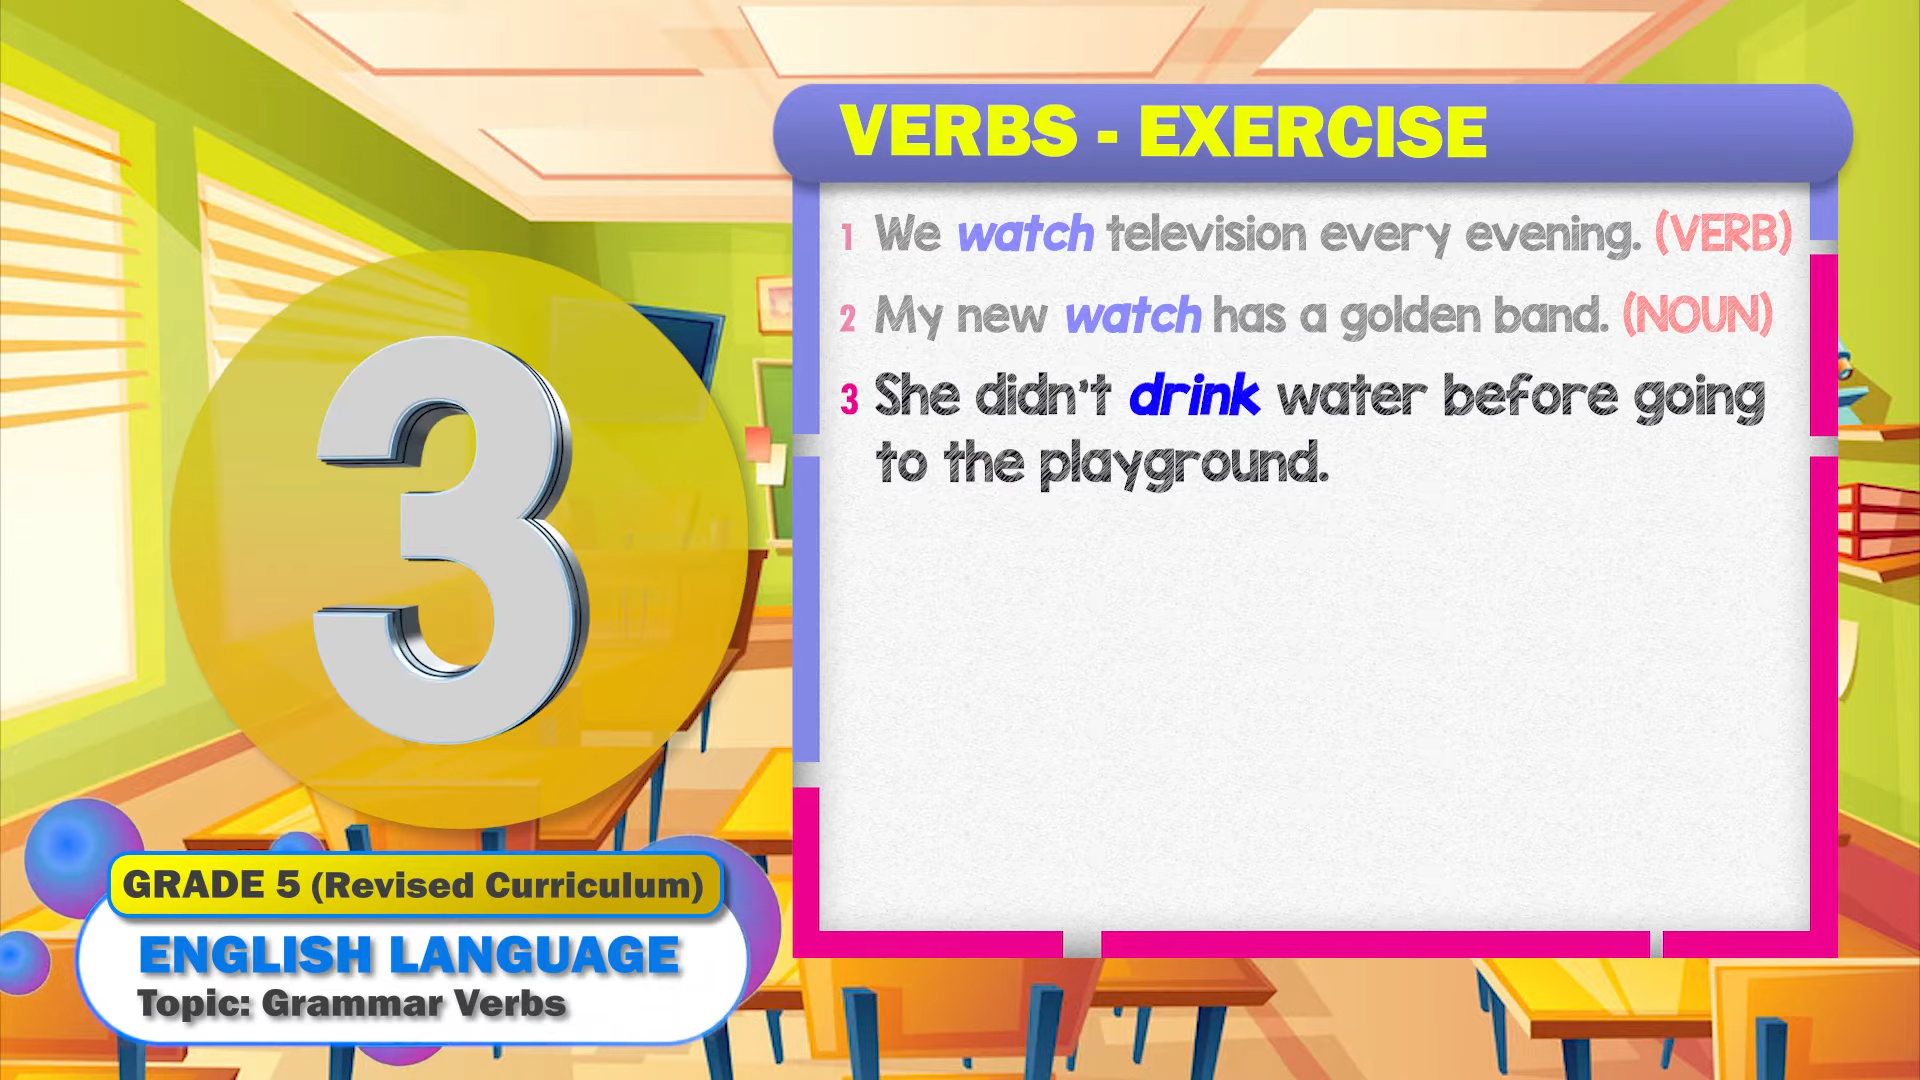 VERBS - EXERCISE
1 We watch television every evening. (VERB)
2 My new watch has a golden band. (NOUN)
3 She didn't drink water before going
to the playground.
3
GRADE 5 (Revised Curriculum)
ENGLISH LANGUAGE
Topic: Grammar Verbs